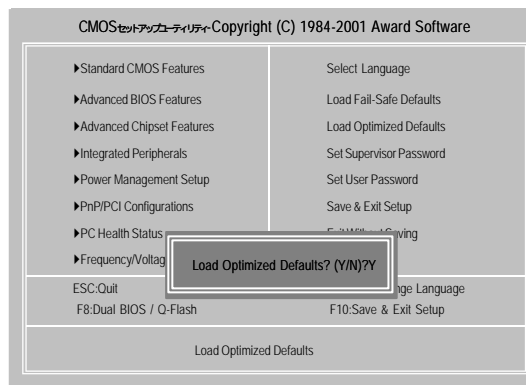 CMOSセットアップユーティリティ-Copyright (C) 1984-2001 Award Software
▶Standard CMOS Features
▶Advanced BIOS Features
▶Advanced Chipset Features
▶Integrated Peripherals
▶Power Management Setup
▶PnP/PCI Configurations
▶PC Health Status
▶Frequency/Voltag
Select Language
Load Fail-Safe Defaults
Load Optimized Defaults
Set Supervisor Password
Set User Password
Save & Exit Setup
Saving
Load Optimized Defaults? (Y/N)?Y
ESC:Quit
nge Language
F8:Dual BIOS / Q-Flash
F10:Save & Exit Setup
Load Optimized Defaults